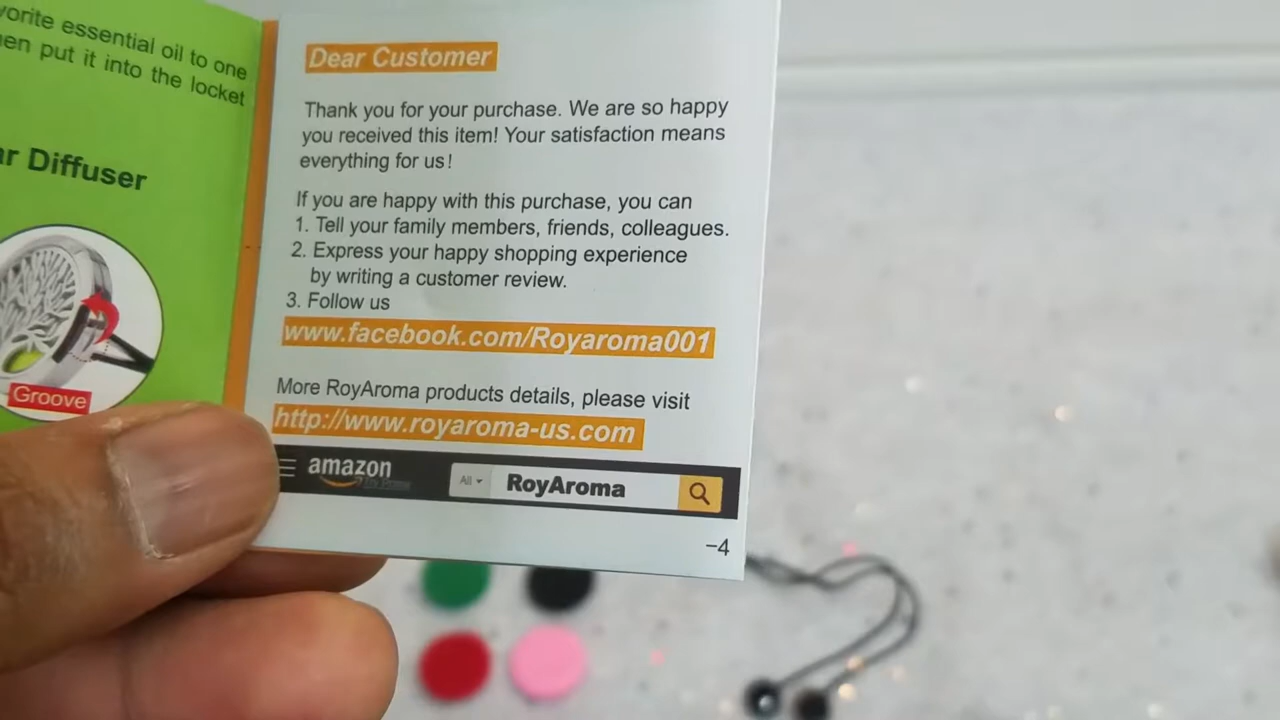 orite essential oil to one
en put it into the locket
r Diffuser
Groove
Dear Customer
Thank you for your purchase. We are so happy
you received this item! Your satisfaction means
everything for us!
If you are happy with this purchase, you can
1. Tell your family members, friends, colleagues.
2. Express your happy shopping experience
by writing a customer review.
3. Follow us
www.facebook.com/Royaroma001
More RoyAroma products details, please visit
http://www.royaroma-us.com
amazon
Try Prime
All
RoyAroma
-4